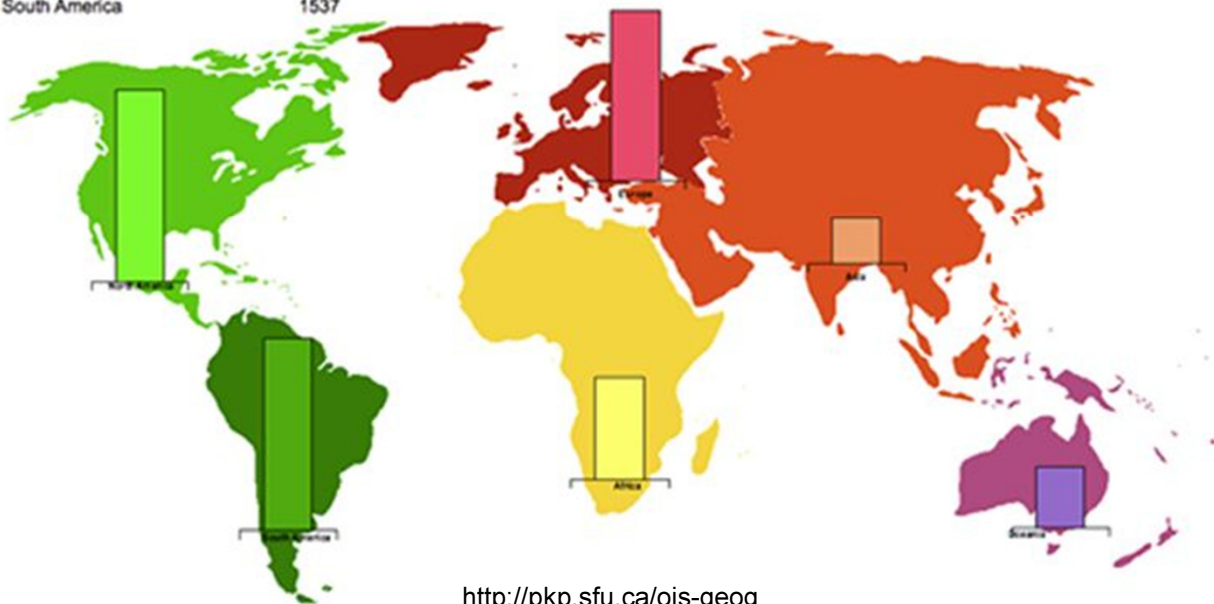 South America 1537
Europe
Asia
North America
Africa
Oceania
South America
http://pkp.sfu.ca/ojs-geog